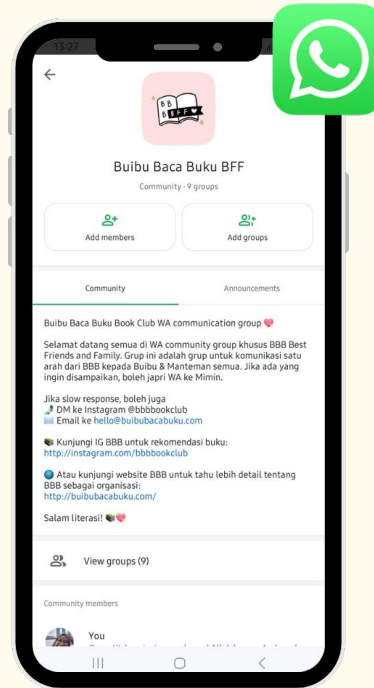 13:27
BB
BBFF
Buibu Baca Buku BFF
Community · 9 groups
Add members
Add groups
Community
Announcements
Buibu Baca Buku Book Club WA communication group 💖
Selamat datang semua di WA community group khusus BBB Best
Friends and Family. Grup ini adalah grup untuk komunikasi satu
arah dari BBB kepada Buibu & Manteman semua. Jika ada yang
ingin disampaikan, boleh japri WA ke Mimin.
Jika slow response, boleh juga
🤳 DM ke Instagram @bbbbookclub
📧 Email ke hello@buibubacabuku.com
📚 Kunjungi IG BBB untuk rekomendasi buku:
http://instagram.com/bbbbookclub
🌏 Atau kunjungi website BBB untuk tahu lebih detail tentang
BBB sebagai organisasi:
http://buibubacabuku.com/
Salam literasi! 📚💖
View groups (9)
Community members
You